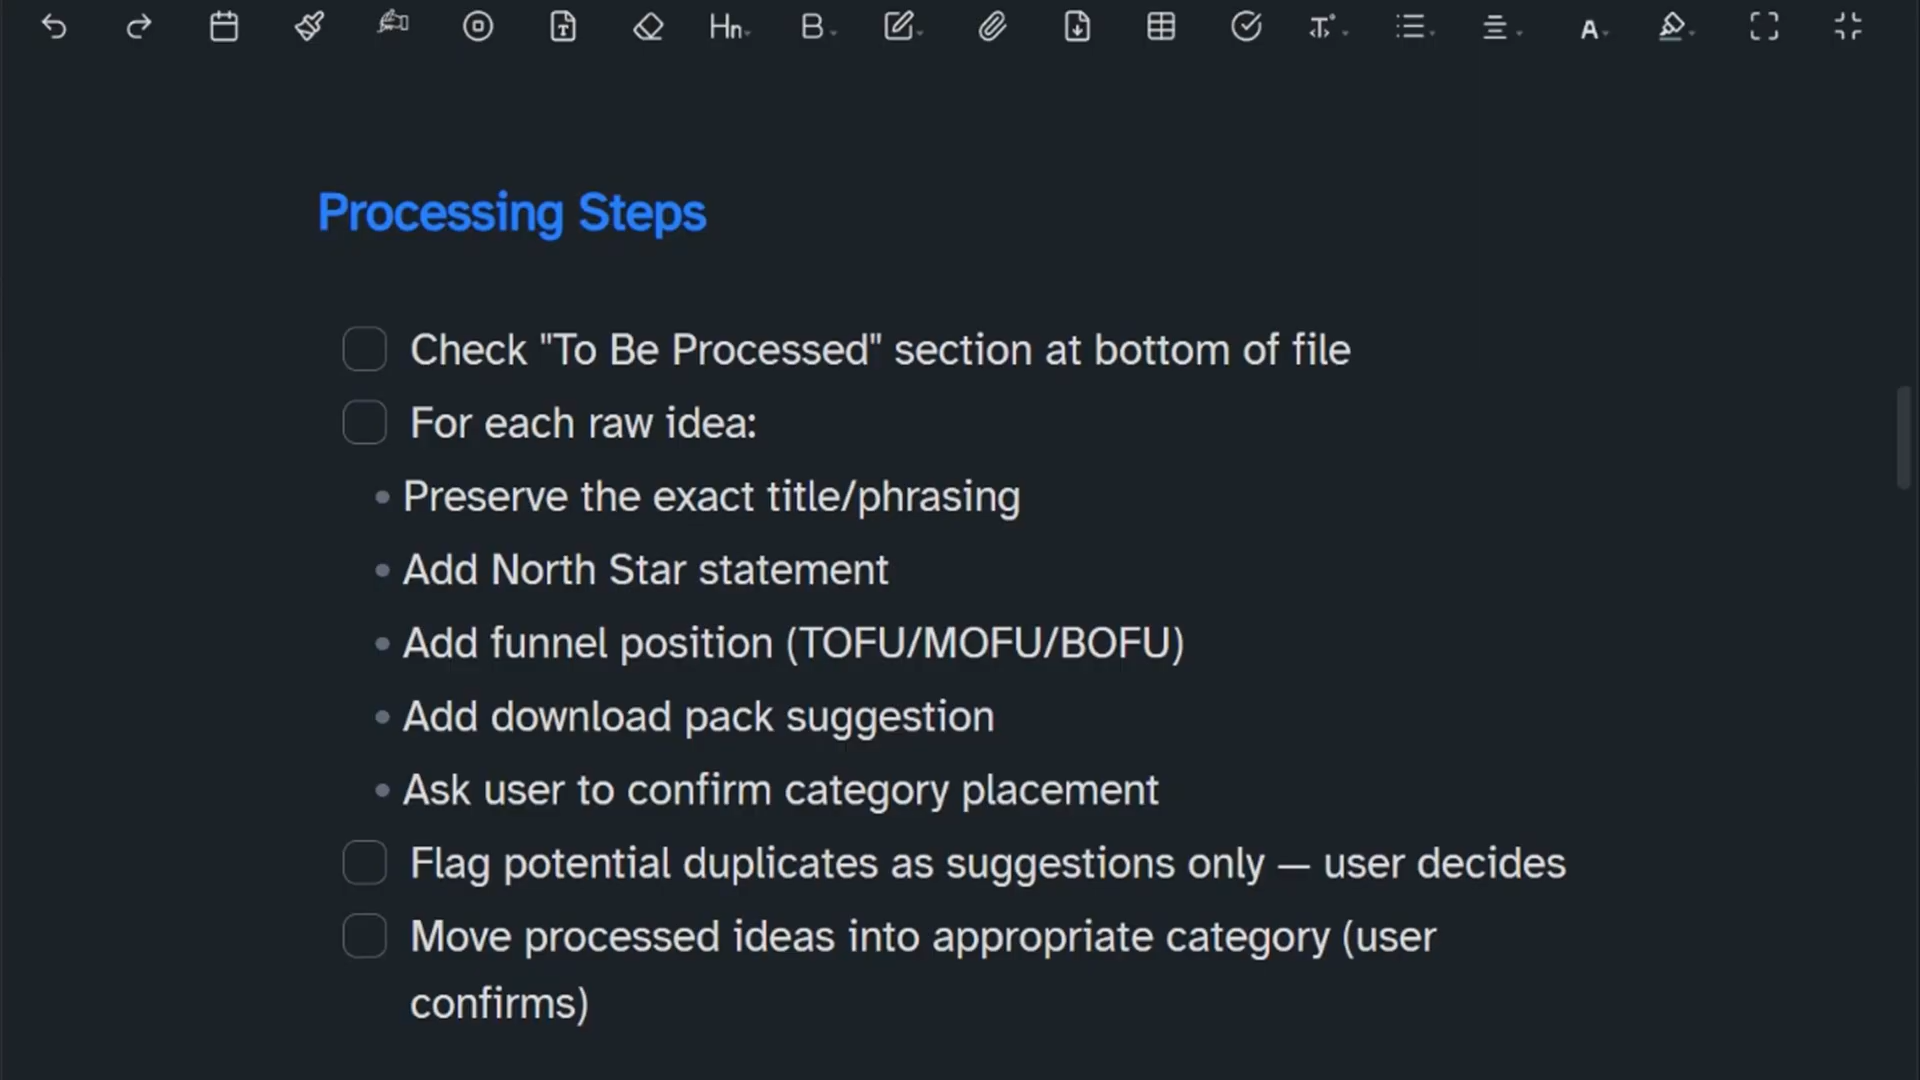 Hn
B
A
Processing Steps
Check "To Be Processed" section at bottom of file
For each raw idea:
• Preserve the exact title/phrasing
• Add North Star statement
• Add funnel position (TOFU/MOFU/BOFU)
• Add download pack suggestion
• Ask user to confirm category placement
Flag potential duplicates as suggestions only — user decides
Move processed ideas into appropriate category (user
confirms)